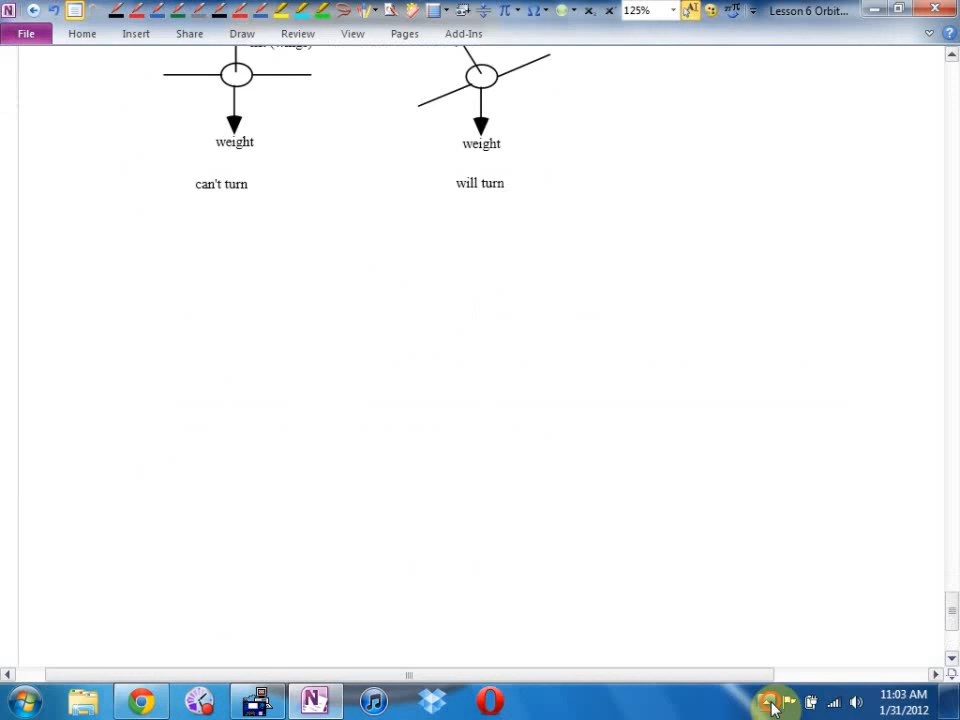 125%
Lesson 6 Orbit...
File Home Insert Share Draw Review View Pages Add-Ins
weight
weight
can't turn
will turn
11:03 AM
1/31/2012